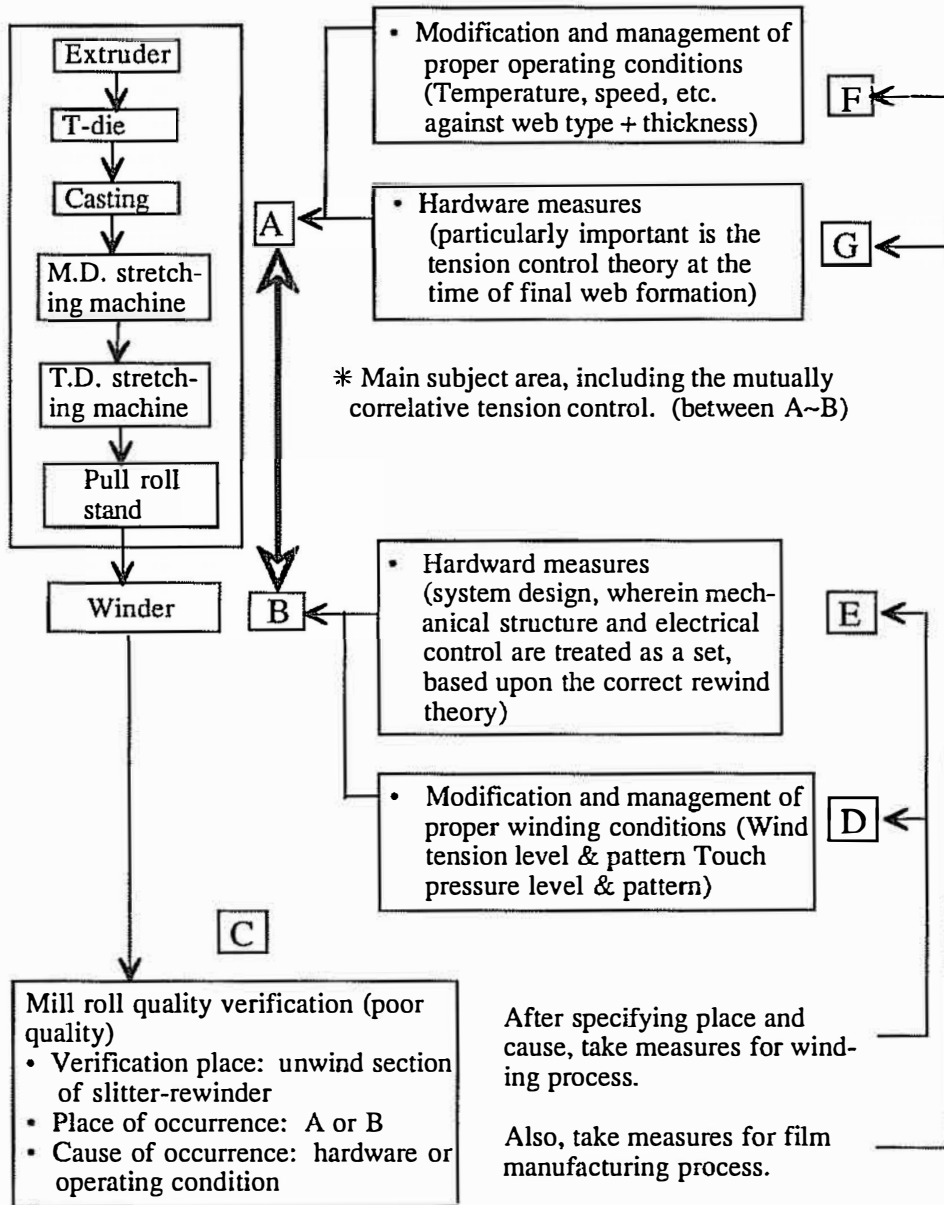 Extruder
T-die
Casting
M.D. stretch-
ing machine
T.D. stretch-
ing machine
Pull roll
stand
Winder
A
• Modification and management of
proper operating conditions
(Temperature, speed, etc.
against web type + thickness)
F
• Hardware measures
(particularly important is the
tension control theory at the
time of final web formation)
G
* Main subject area, including the mutually
correlative tension control. (between A~B)
B
• Hardward measures
(system design, wherein mech-
anical structure and electrical
control are treated as a set,
based upon the correct rewind
theory)
E
• Modification and management of
proper winding conditions (Wind
tension level & pattern Touch
pressure level & pattern)
D
C
Mill roll quality verification (poor
quality)
• Verification place: unwind section
of slitter-rewinder
• Place of occurrence: A or B
• Cause of occurrence: hardware or
operating condition
After specifying place and
cause, take measures for wind-
ing process.
Also, take measures for film
manufacturing process.